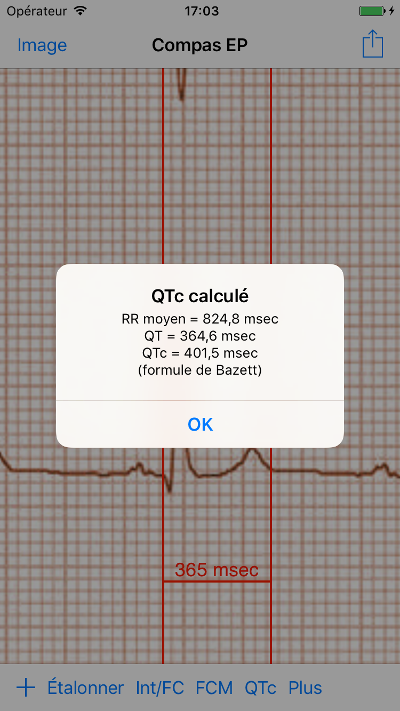 Opérateur 17:03
Image Compas EP
QTc calculé
RR moyen = 824,8 msec
QT = 364,6 msec
QTc = 401,5 msec
(formule de Bazett)
OK
365 msec
+ Étalonner Int/FC FCM QTc Plus